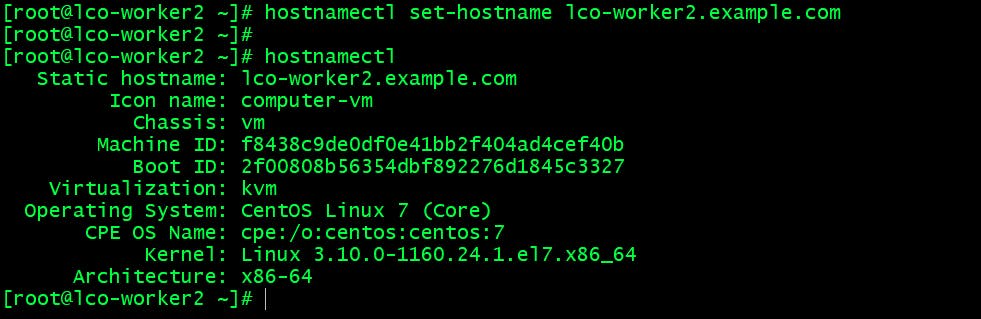 [root@lco-worker2 ~]# hostnamectl set-hostname lco-worker2.example.com
[root@lco-worker2 ~]#
[root@lco-worker2 ~]# hostnamectl
   Static hostname: lco-worker2.example.com
         Icon name: computer-vm
           Chassis: vm
        Machine ID: f8438c9de0df0e41bb2f404ad4cef40b
           Boot ID: 2f00808b56354dbf892276d1845c3327
    Virtualization: kvm
  Operating System: CentOS Linux 7 (Core)
       CPE OS Name: cpe:/o:centos:centos:7
            Kernel: Linux 3.10.0-1160.24.1.el7.x86_64
      Architecture: x86-64
[root@lco-worker2 ~]#